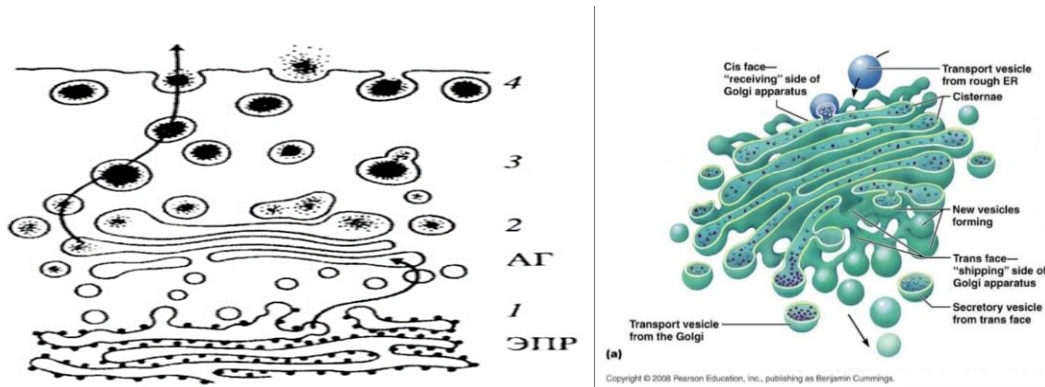 4
3
2
АГ
1
ЭПР
Cis face—
"receiving" side of
Golgi apparatus
Transport vesicle
from rough ER
Cisternae
New vesicles
forming
Trans face—
"shipping" side of
Golgi apparatus
Secretory vesicle
from trans face
Transport vesicle
from the Golgi
(a)
Copyright © 2008 Pearson Education, Inc., publishing as Benjamin Cummings.